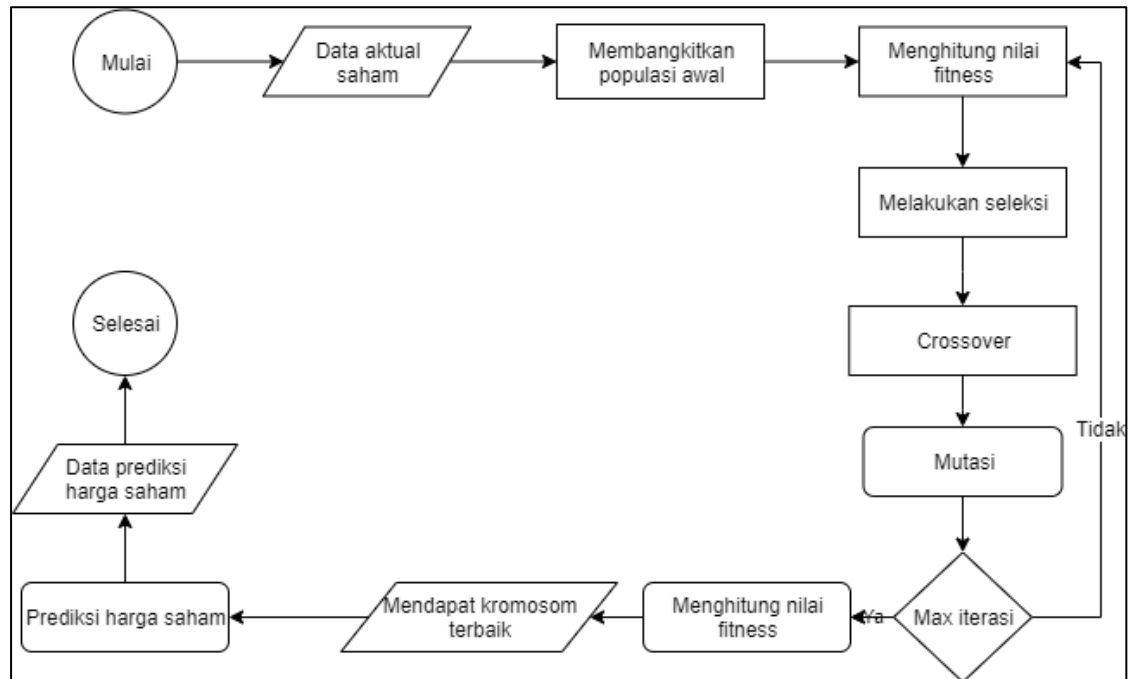 Mulai
Data aktual
saham
Membangkitkan
populasi awal
Menghitung nilai
fitness
Melakukan seleksi
Crossover
Mutasi
Max iterasi
Tidak
Ya
Menghitung nilai
fitness
Mendapat kromosom
terbaik
Prediksi harga saham
Data prediksi
harga saham
Selesai